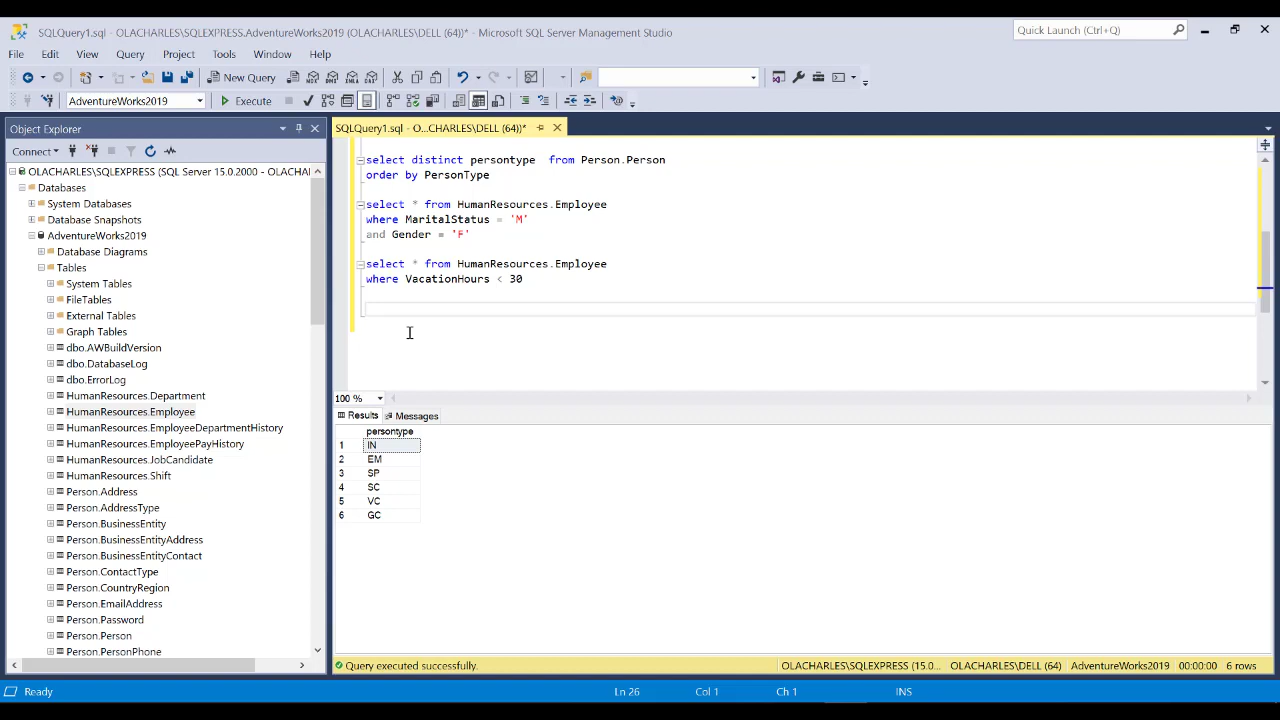 SQLQuery1.sql - OLACHARLES\SQLEXPRESS.AdventureWorks2019 (OLACHARLES\DELL (64))* - Microsoft SQL Server Management Studio
Quick Launch (Ctrl+Q)
File Edit View Query Project Tools Window Help
New Query
AdventureWorks2019 Execute
Object Explorer
SQLQuery1.sql - O...CHARLES\DELL (64))*
Connect
OLACHARLES\SQLEXPRESS (SQL Server 15.0.2000 - OLACHA
Databases
System Databases
Database Snapshots
AdventureWorks2019
Database Diagrams
Tables
System Tables
FileTables
External Tables
Graph Tables
dbo.AWBuildVersion
dbo.DatabaseLog
dbo.ErrorLog
HumanResources.Department
HumanResources.Employee
HumanResources.EmployeeDepartmentHistory
HumanResources.EmployeePayHistory
HumanResources.JobCandidate
HumanResources.Shift
Person.Address
Person.AddressType
Person.BusinessEntity
Person.BusinessEntityAddress
Person.BusinessEntityContact
Person.ContactType
Person.CountryRegion
Person.EmailAddress
Person.Password
Person.Person
Person.PersonPhone
select distinct persontype  from Person.Person
order by PersonType
select * from HumanResources.Employee
where MaritalStatus = 'M'
and Gender = 'F'
select * from HumanResources.Employee
where VacationHours < 30
100 %
Results Messages
persontype
1 IN
2 EM
3 SP
4 SC
5 VC
6 GC
Query executed successfully.
OLACHARLES\SQLEXPRESS (15.0... OLACHARLES\DELL (64) AdventureWorks2019 00:00:00 6 rows
Ready Ln 26 Col 1 Ch 1 INS